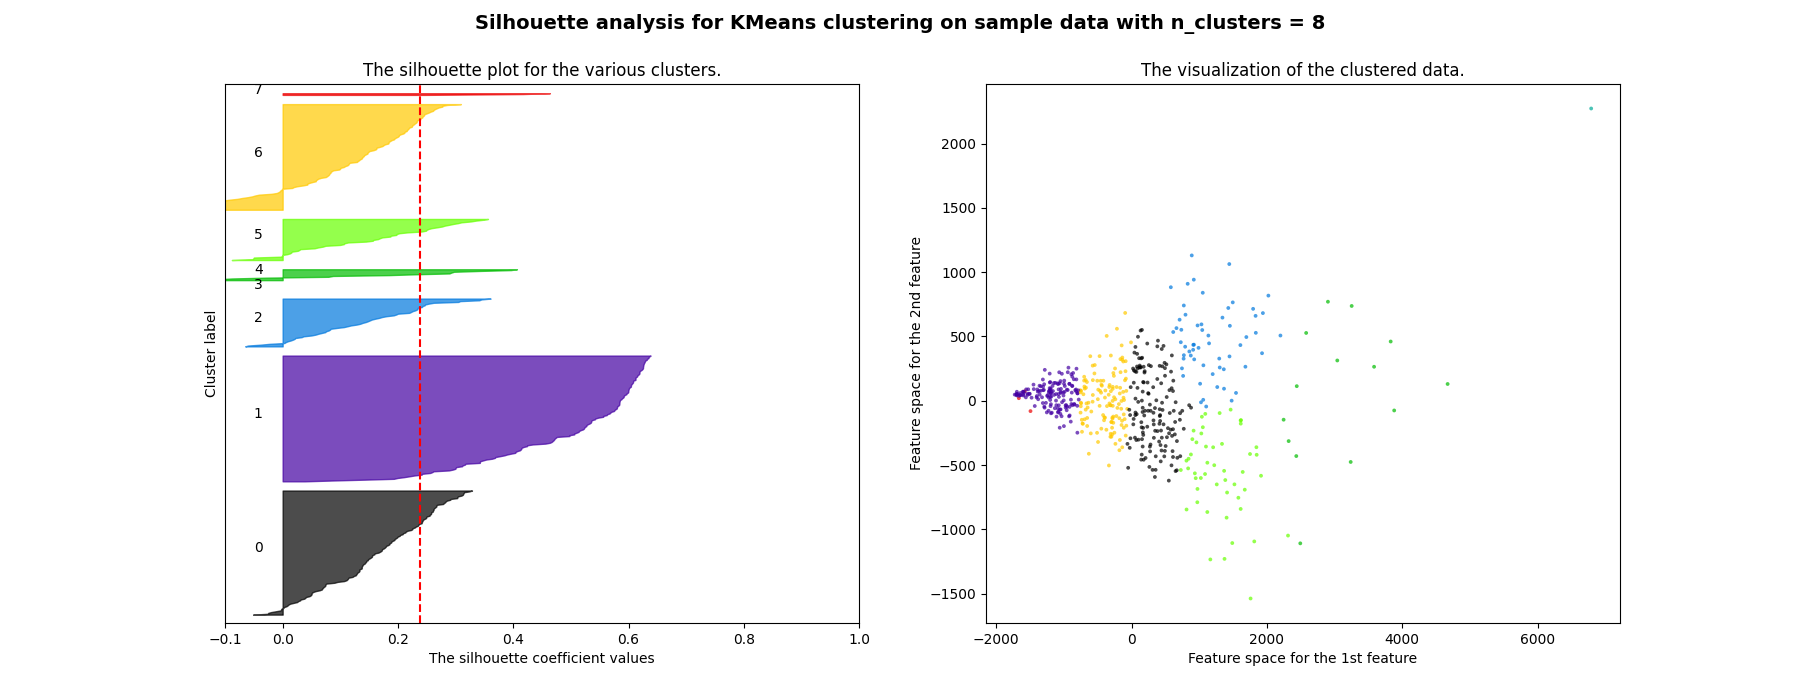 Silhouette analysis for KMeans clustering on sample data with n_clusters = 8
The silhouette plot for the various clusters.
7
6
5
4
3
2
1
0
Cluster label
−0.1 0.0 0.2 0.4 0.6 0.8 1.0
The silhouette coefficient values
The visualization of the clustered data.
2000
1500
1000
500
0
−500
−1000
−1500
Feature space for the 2nd feature
−2000 0 2000 4000 6000
Feature space for the 1st feature